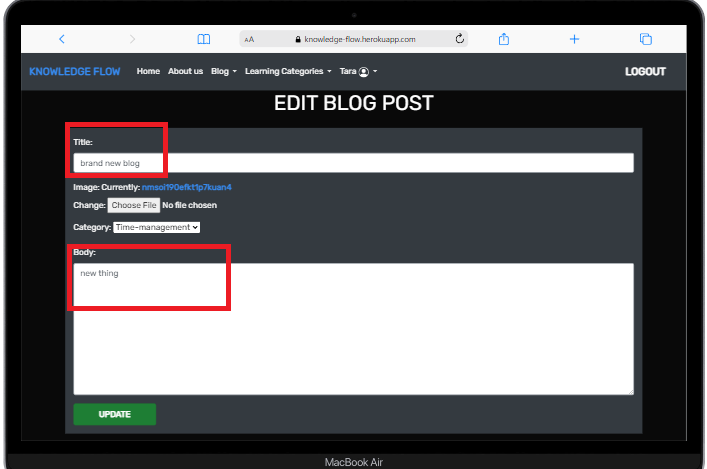 AA knowledge-flow.herokuapp.com
KNOWLEDGE FLOW Home About us Blog Learning Categories Tara LOGOUT
EDIT BLOG POST
Title:
brand new blog
Image: Currently: nmsoi190efkt1p7kuan4
Change: Choose File No file chosen
Category: Time-management
Body:
new thing
UPDATE
MacBook Air